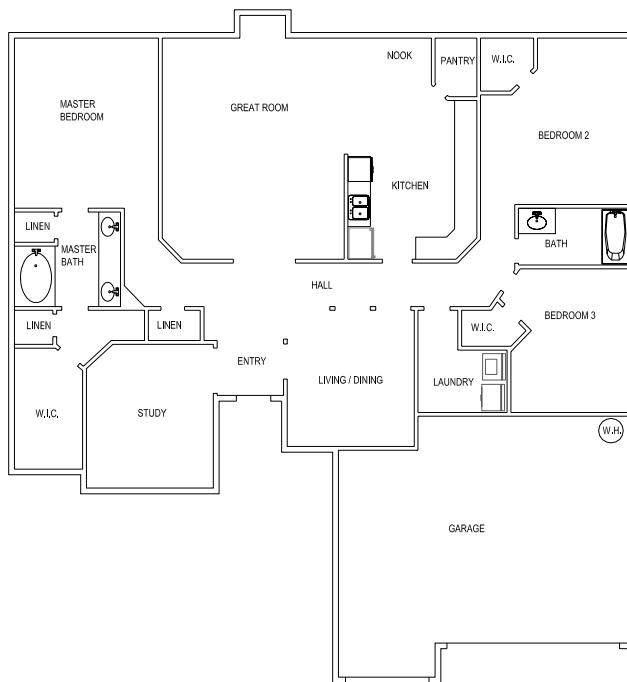 NOOK
PANTRY
W.I.C.
MASTER
BEDROOM
GREAT ROOM
BEDROOM 2
KITCHEN
LINEN
MASTER
BATH
BATH
HALL
LINEN
LINEN
W.I.C.
BEDROOM 3
ENTRY
LIVING / DINING
LAUNDRY
W.I.C.
STUDY
W.H.
GARAGE